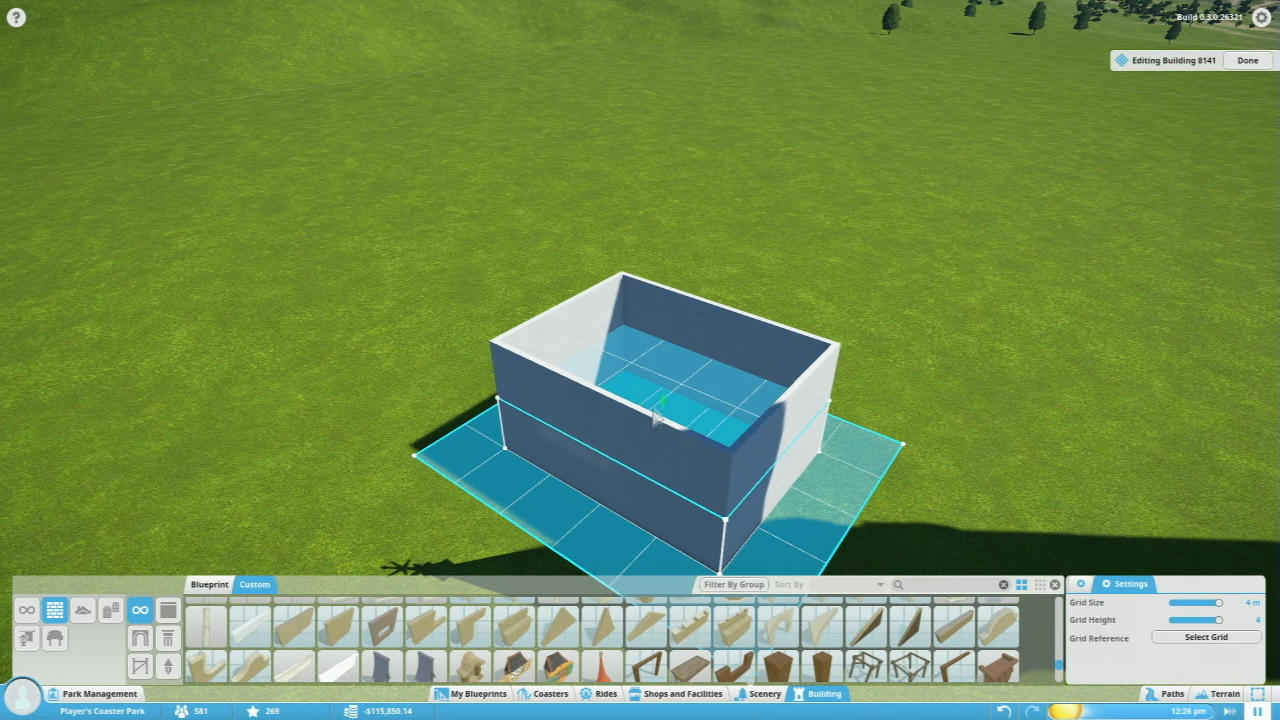 ?
Build 0.3.0.26321
Editing Building 8141 Done
Blueprint Custom Filter By Group Sort By Settings
Grid Size 4 m
Grid Height 4
Grid Reference Select Grid
Park Management My Blueprints Coasters Rides Shops and Facilities Scenery Building Paths Terrain
Player's Coaster Park 581 269 -$115,850.14 12:26 pm